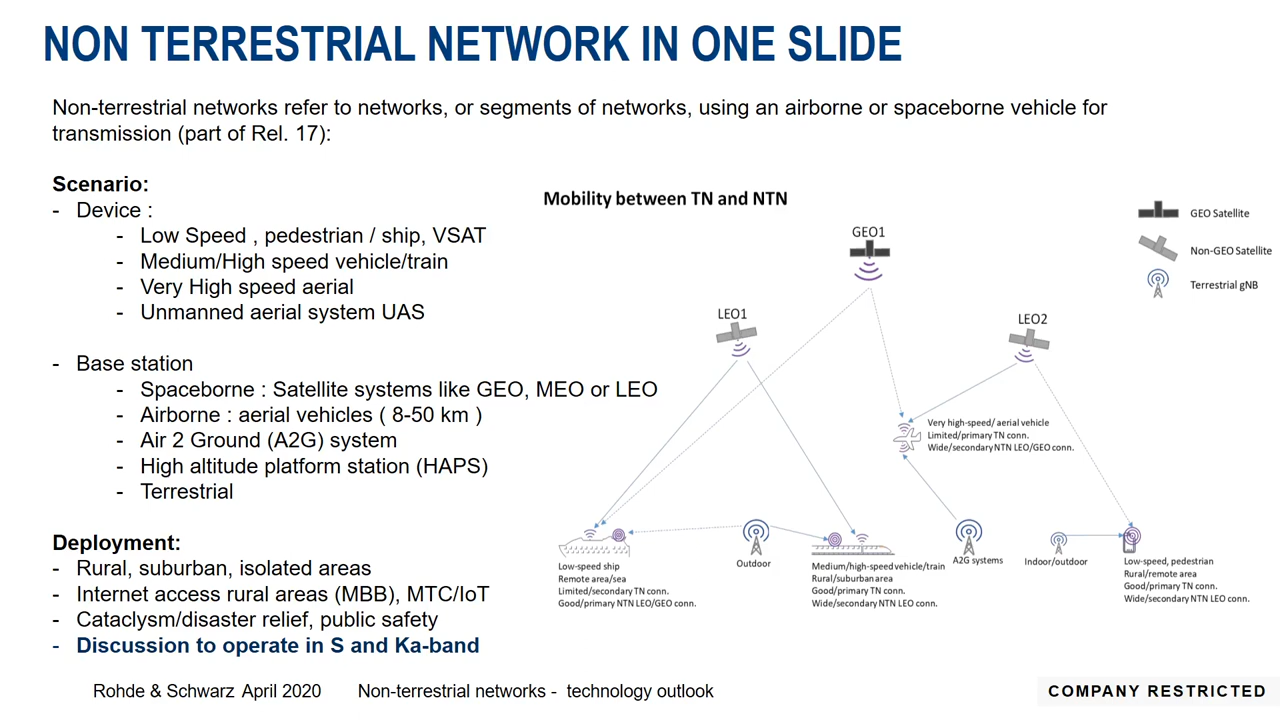 NON TERRESTRIAL NETWORK IN ONE SLIDE
Non-terrestrial networks refer to networks, or segments of networks, using an airborne or spaceborne vehicle for
transmission (part of Rel. 17):
Scenario:
- Device :
- Low Speed , pedestrian / ship, VSAT
- Medium/High speed vehicle/train
- Very High speed aerial
- Unmanned aerial system UAS
- Base station
- Spaceborne : Satellite systems like GEO, MEO or LEO
- Airborne : aerial vehicles ( 8-50 km )
- Air 2 Ground (A2G) system
- High altitude platform station (HAPS)
- Terrestrial
Deployment:
- Rural, suburban, isolated areas
- Internet access rural areas (MBB), MTC/IoT
- Cataclysm/disaster relief, public safety
- Discussion to operate in S and Ka-band
Mobility between TN and NTN
GEO Satellite
Non-GEO Satellite
Terrestrial gNB
GEO1
LEO1
LEO2
Very high-speed/ aerial vehicle
Limited/primary TN conn.
Wide/secondary NTN LEO/GEO conn.
Low-speed ship
Remote area/sea
Limited/secondary TN conn.
Good/primary NTN LEO/GEO conn.
Outdoor
Medium/high-speed vehicle/train
Rural/suburban area
Good/primary TN conn.
Wide/secondary NTN LEO conn.
A2G systems
Indoor/outdoor
Low-speed, pedestrian
Rural/remote area
Good/primary TN conn.
Wide/secondary NTN LEO conn.
Rohde & Schwarz April 2020 Non-terrestrial networks - technology outlook
COMPANY RESTRICTED